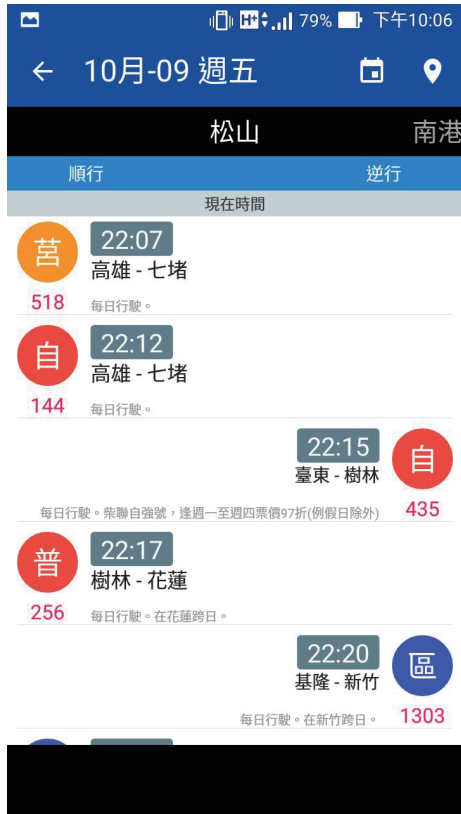 H+ 79% 下午10:06
10月-09 週五
松山 南港
順行 逆行
現在時間
莒 22:07
高雄 - 七堵
518 每日行駛。
自 22:12
高雄 - 七堵
144 每日行駛。
22:15 自
臺東 - 樹林
每日行駛。柴聯自強號，逢週一至週四票價97折(例假日除外) 435
普 22:17
樹林 - 花蓮
256 每日行駛。在花蓮跨日。
22:20 區
基隆 - 新竹
每日行駛。在新竹跨日。 1303